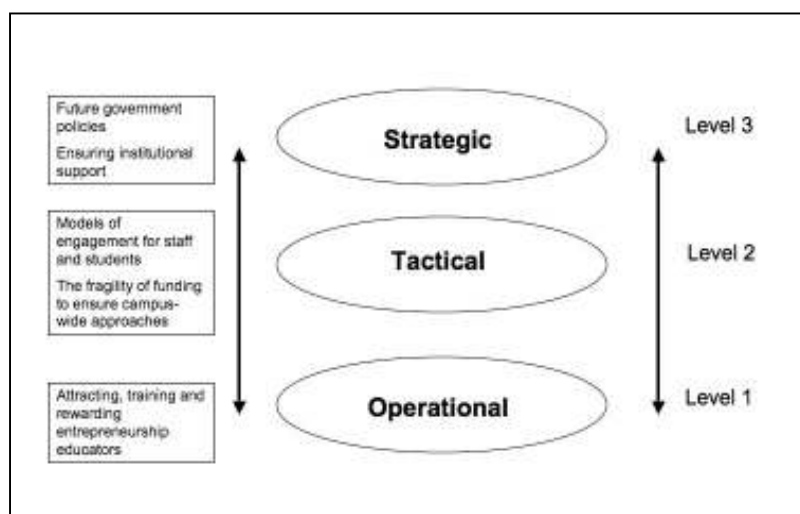 Future government
policies
Ensuring institutional
support
Strategic
Level 3
Models of
engagement for staff
and students
The fragility of funding
to ensure campus-
wide approaches
Tactical
Level 2
Attracting, training and
rewarding
entrepreneurship
educators
Operational
Level 1